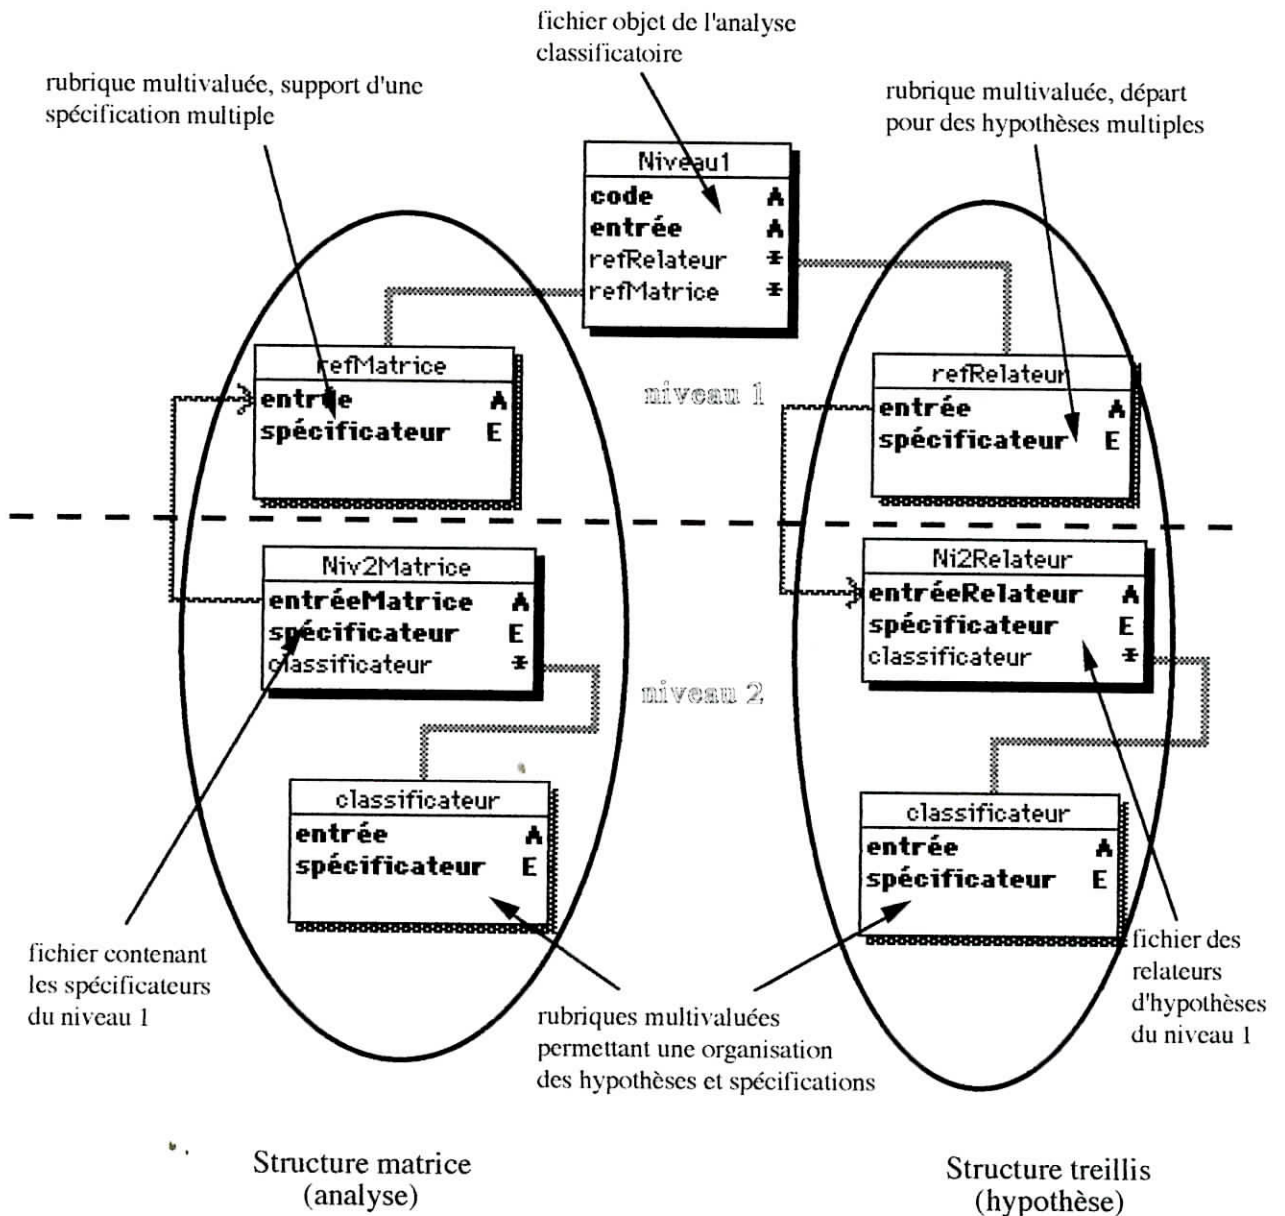 fichier objet de l'analyse
classificatoire
rubrique multivaluée, support d'une
spécification multiple
rubrique multivaluée, départ
pour des hypothèses multiples
Niveau1
code A
entrée A
refRelateur *
refMatrice *
refMatrice
entrée A
spécificateur E
niveau 1
refRelateur
entrée A
spécificateur E
Niv2Matrice
entréeMatrice A
spécificateur E
classificateur *
Ni2Relateur
entréeRelateur A
spécificateur E
classificateur *
niveau 2
classificateur
entrée A
spécificateur E
classificateur
entrée A
spécificateur E
fichier contenant
les spécificateurs
du niveau 1
rubriques multivaluées
permettant une organisation
des hypothèses et spécifications
fichier des
relateurs
d'hypothèses
du niveau 1
Structure matrice
(analyse)
Structure treillis
(hypothèse)